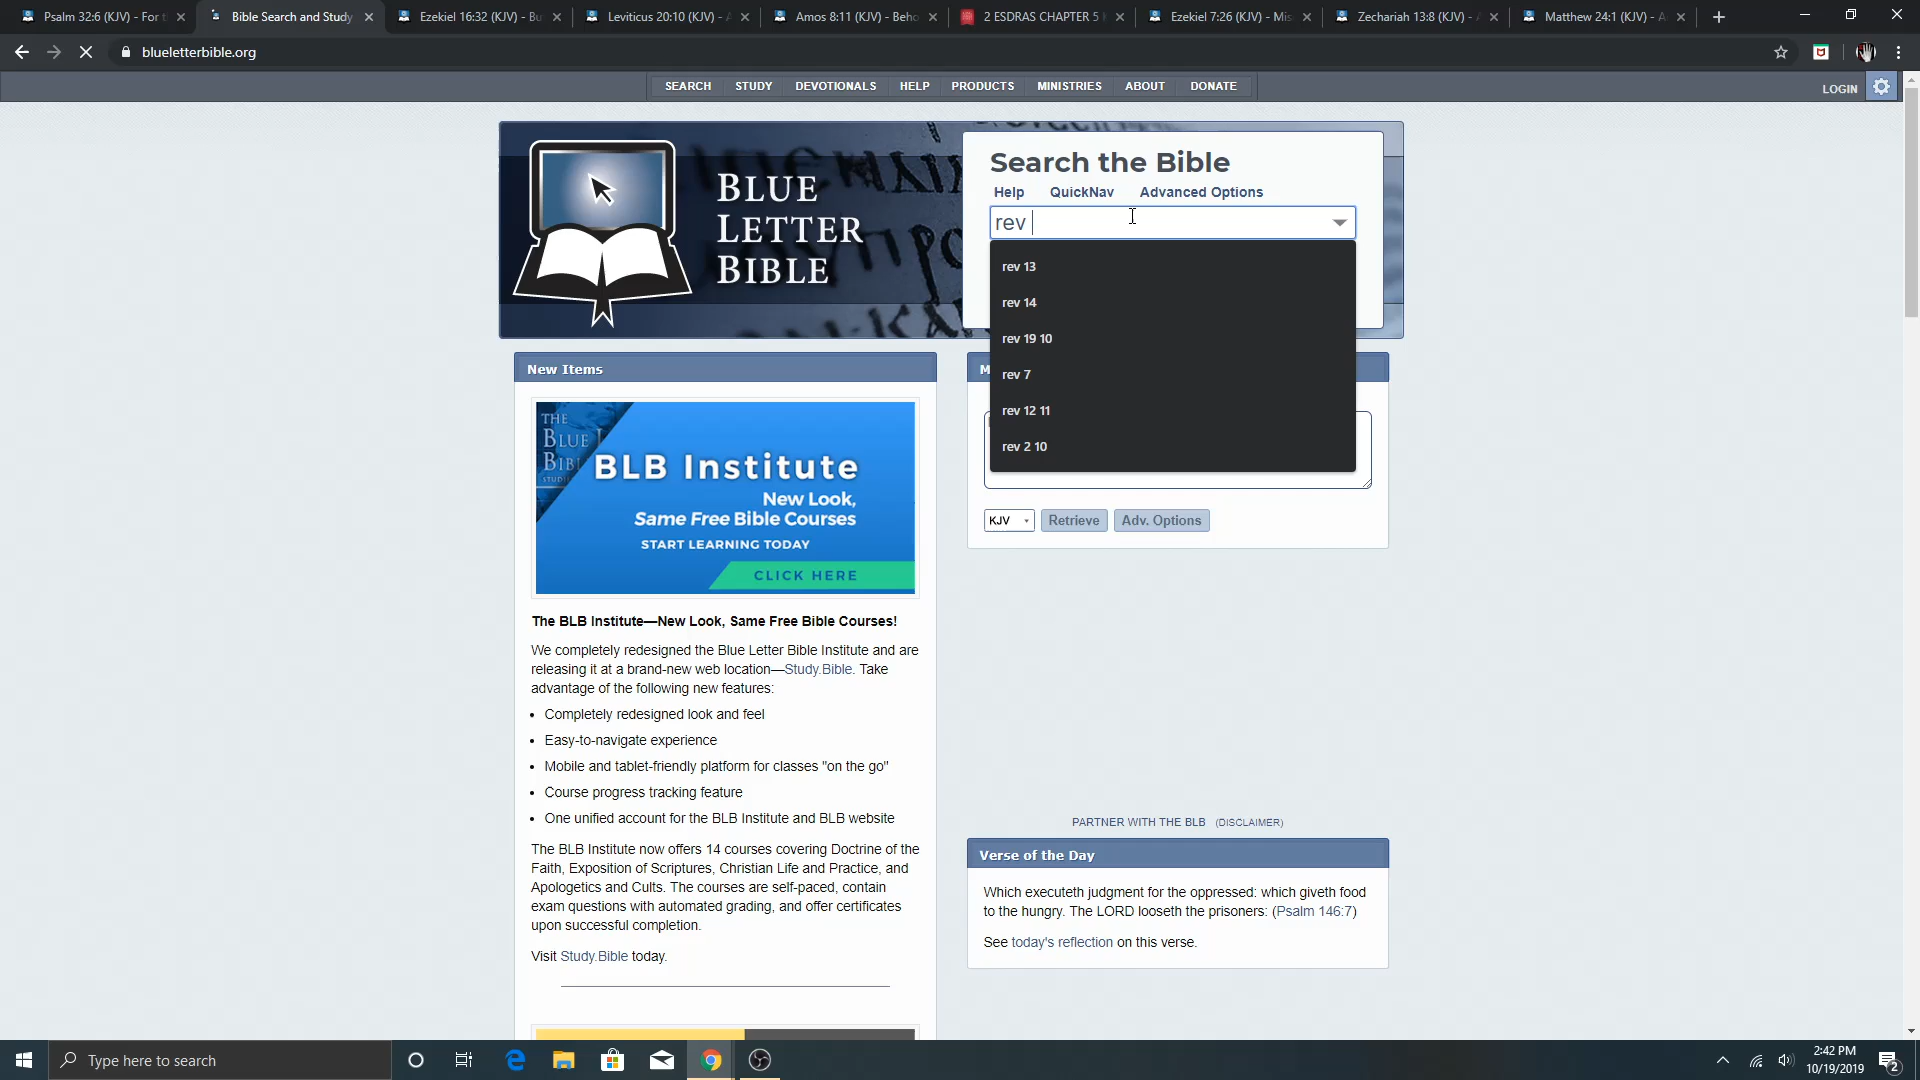 Psalm 32:6 (KJV) - For t
Bible Search and Study
Ezekiel 16:32 (KJV) - Bu
Leviticus 20:10 (KJV) - A
Amos 8:11 (KJV) - Beho
2 ESDRAS CHAPTER 5
Ezekiel 7:26 (KJV) - Mis
Zechariah 13:8 (KJV) -
Matthew 24:1 (KJV) - A
blueletterbible.org
SEARCH STUDY DEVOTIONALS HELP PRODUCTS MINISTRIES ABOUT DONATE
LOGIN
BLUE
LETTER
BIBLE
Search the Bible
Help QuickNav Advanced Options
rev
rev 13
rev 14
rev 19 10
rev 7
rev 12 11
rev 2 10
KJV Retrieve Adv. Options
New Items
M
THE
BLUE
BIB
BLB Institute
New Look,
Same Free Bible Courses
START LEARNING TODAY
CLICK HERE
The BLB Institute—New Look, Same Free Bible Courses!
We completely redesigned the Blue Letter Bible Institute and are
releasing it at a brand-new web location—Study.Bible. Take
advantage of the following new features:
• Completely redesigned look and feel
• Easy-to-navigate experience
• Mobile and tablet-friendly platform for classes "on the go"
• Course progress tracking feature
• One unified account for the BLB Institute and BLB website
The BLB Institute now offers 14 courses covering Doctrine of the
Faith, Exposition of Scriptures, Christian Life and Practice, and
Apologetics and Cults. The courses are self-paced, contain
exam questions with automated grading, and offer certificates
upon successful completion.
Visit Study.Bible today.
PARTNER WITH THE BLB (DISCLAIMER)
Verse of the Day
Which executeth judgment for the oppressed: which giveth food
to the hungry. The LORD looseth the prisoners: (Psalm 146:7)
See today's reflection on this verse.
Type here to search
2:42 PM
10/19/2019
2